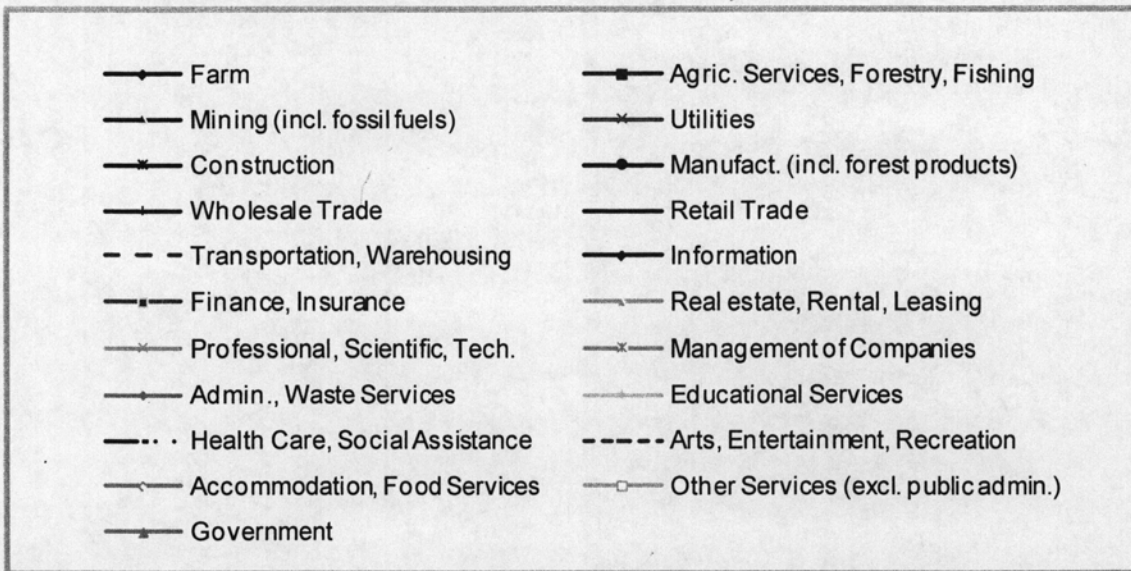 Farm Agric. Services, Forestry, Fishing
Mining (incl. fossil fuels) Utilities
Construction Manufact. (incl. forest products)
Wholesale Trade Retail Trade
Transportation, Warehousing Information
Finance, Insurance Real estate, Rental, Leasing
Professional, Scientific, Tech. Management of Companies
Admin., Waste Services Educational Services
Health Care, Social Assistance Arts, Entertainment, Recreation
Accommodation, Food Services Other Services (excl. public admin.)
Government